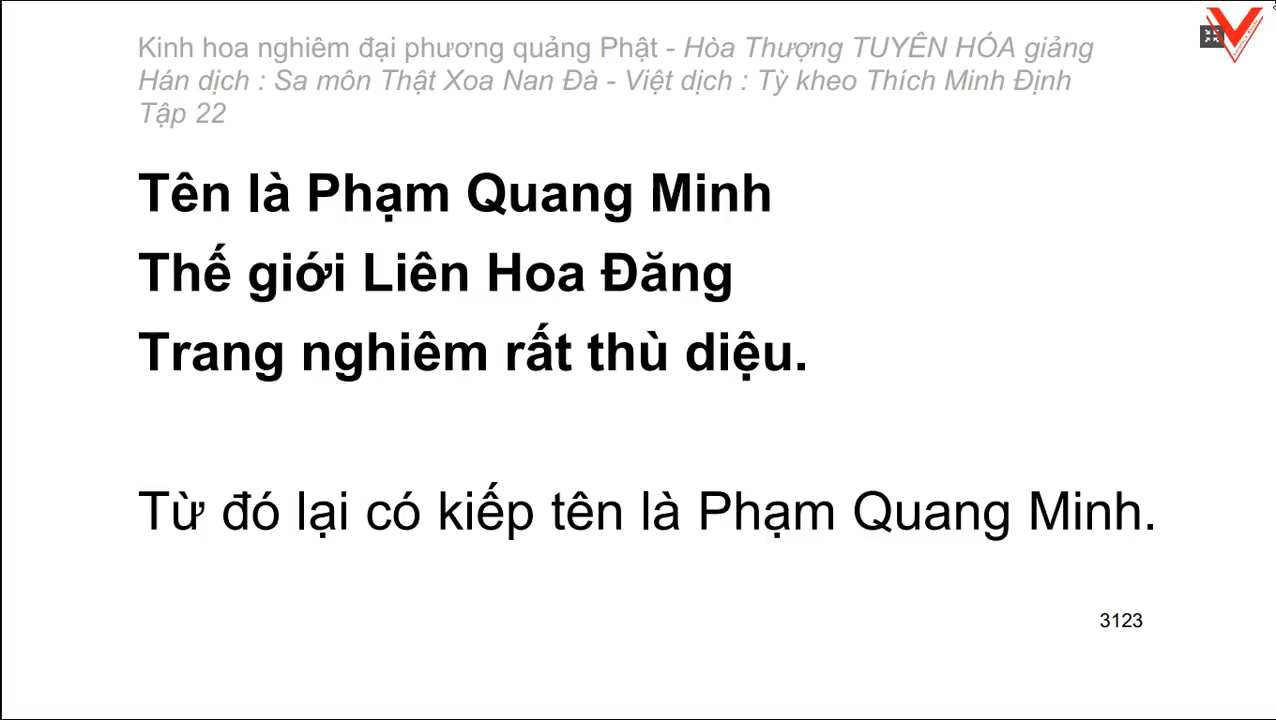 Kinh hoa nghiêm đại phương quảng Phật - Hòa Thượng TUYÊN HÓA giảng
Hán dịch : Sa môn Thật Xoa Nan Đà - Việt dịch : Tỳ kheo Thích Minh Định
Tập 22
Tên là Phạm Quang Minh
Thế giới Liên Hoa Đăng
Trang nghiêm rất thù diệu.
Từ đó lại có kiếp tên là Phạm Quang Minh.
3123